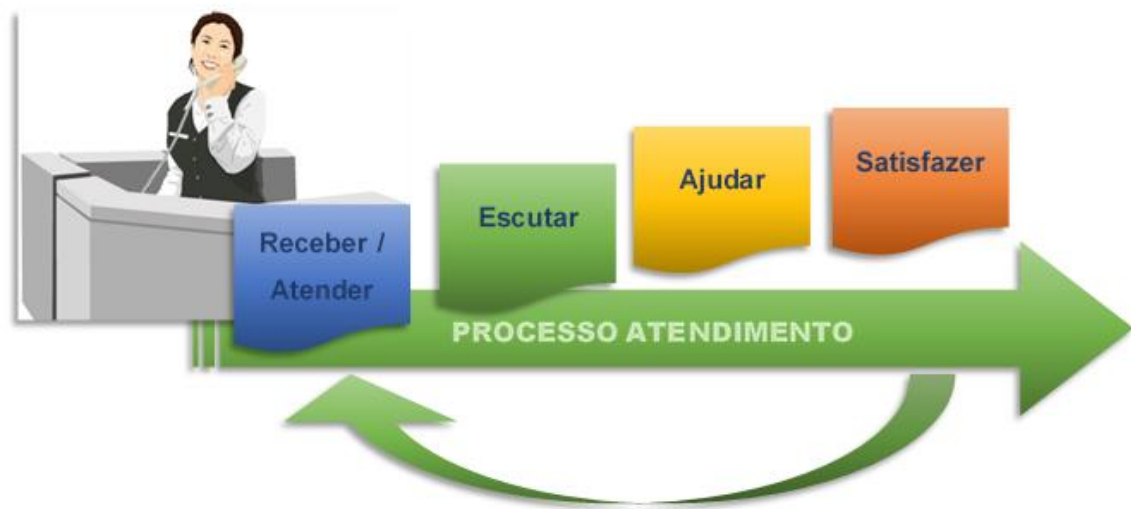 Receber /
Atender
Escutar
Ajudar
Satisfazer
PROCESSO ATENDIMENTO